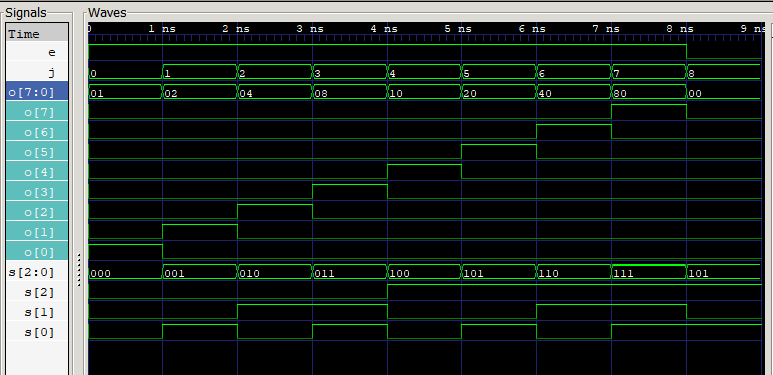 Signals Waves
Time 0 1 ns 2 ns 3 ns 4 ns 5 ns 6 ns 7 ns 8 ns 9 ns
e
j 0 1 2 3 4 5 6 7 8
o[7:0] 01 02 04 08 10 20 40 80 00
o[7]
o[6]
o[5]
o[4]
o[3]
o[2]
o[1]
o[0]
s[2:0] 000 001 010 011 100 101 110 111 101
s[2]
s[1]
s[0]